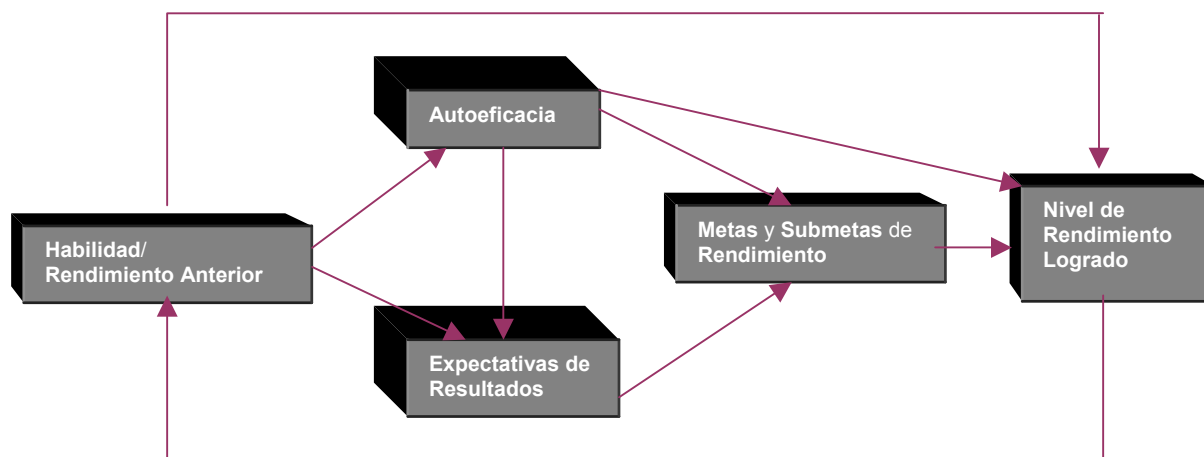 Autoeficacia
Habilidad/
Rendimiento Anterior
Metas y Submetas de
Rendimiento
Nivel de
Rendimiento
Logrado
Expectativas de
Resultados